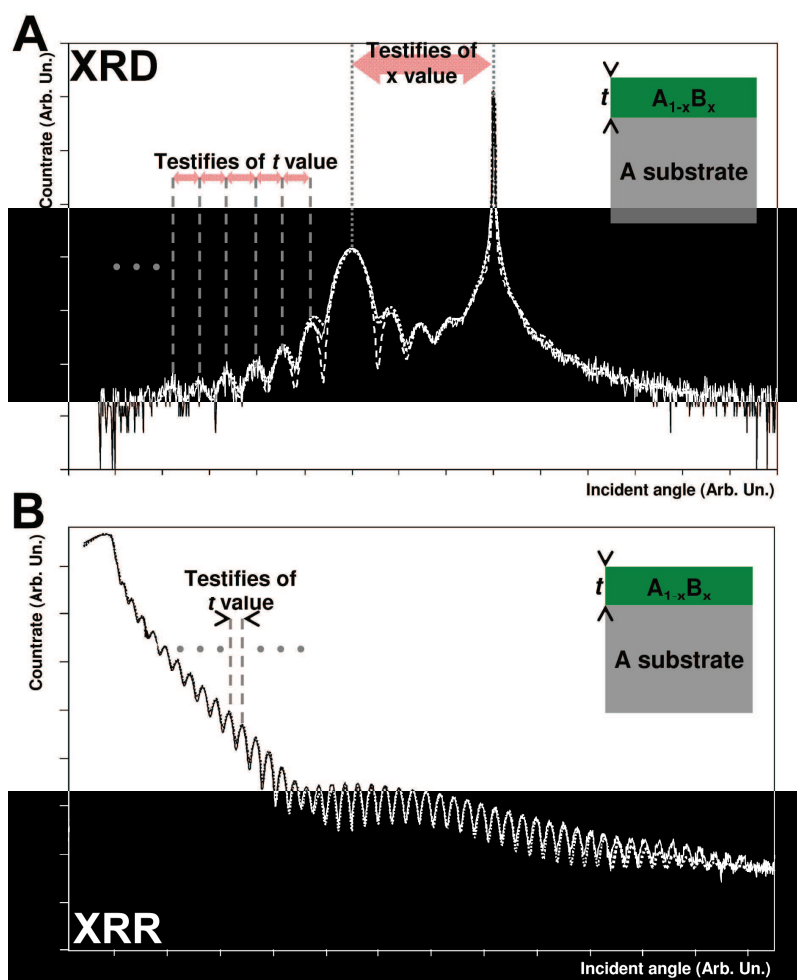 A
XRD
Countrate (Arb. Un.)
Testifies of
x value
Testifies of t value
t
A1-xBx
A substrate
Incident angle (Arb. Un.)
B
Countrate (Arb. Un.)
Testifies of
t value
t
A1-xBx
A substrate
XRR
Incident angle (Arb. Un.)